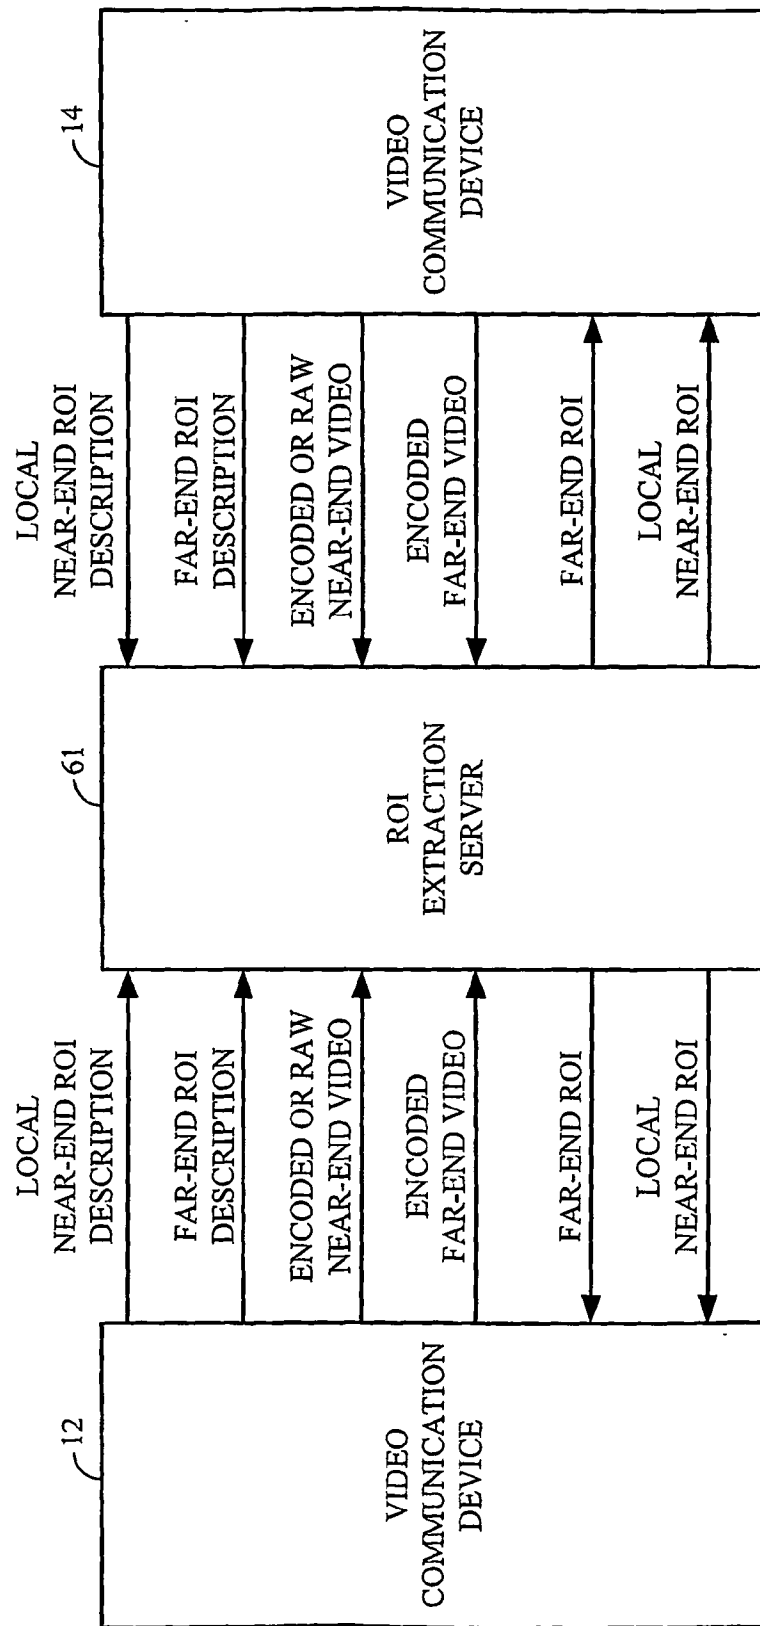 12
VIDEO
COMMUNICATION
DEVICE
LOCAL
NEAR-END ROI
DESCRIPTION
FAR-END ROI
DESCRIPTION
ENCODED OR RAW
NEAR-END VIDEO
ENCODED
FAR-END VIDEO
FAR-END ROI
LOCAL
NEAR-END ROI
61
ROI
EXTRACTION
SERVER
LOCAL
NEAR-END ROI
DESCRIPTION
FAR-END ROI
DESCRIPTION
ENCODED OR RAW
NEAR-END VIDEO
ENCODED
FAR-END VIDEO
FAR-END ROI
LOCAL
NEAR-END ROI
14
VIDEO
COMMUNICATION
DEVICE